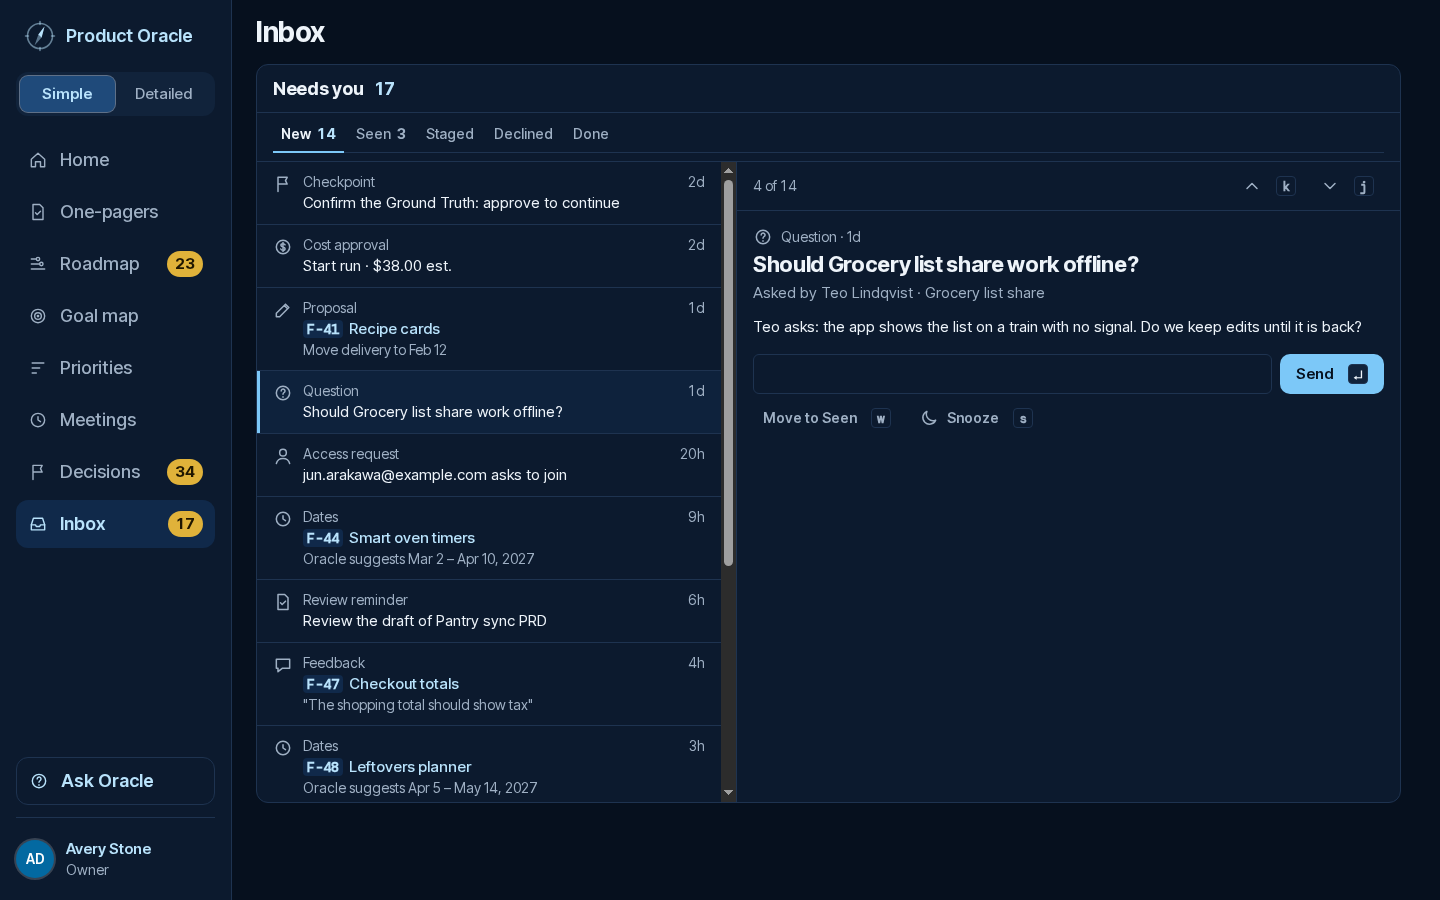 Product Oracle
Simple Detailed
Home
One-pagers
Roadmap 23
Goal map
Priorities
Meetings
Decisions 34
Inbox 17
Ask Oracle
AD
Avery Stone
Owner
Inbox
Needs you 17
New 14 Seen 3 Staged Declined Done
Checkpoint 2d
Confirm the Ground Truth: approve to continue
Cost approval 2d
Start run · $38.00 est.
Proposal 1d
F-41 Recipe cards
Move delivery to Feb 12
Question 1d
Should Grocery list share work offline?
Access request 20h
jun.arakawa@example.com asks to join
Dates 9h
F-44 Smart oven timers
Oracle suggests Mar 2 – Apr 10, 2027
Review reminder 6h
Review the draft of Pantry sync PRD
Feedback 4h
F-47 Checkout totals
"The shopping total should show tax"
Dates 3h
F-48 Leftovers planner
Oracle suggests Apr 5 – May 14, 2027
4 of 14 k j
Question · 1d
Should Grocery list share work offline?
Asked by Teo Lindqvist · Grocery list share
Teo asks: the app shows the list on a train with no signal. Do we keep edits until it is back?
Send
Move to Seen w Snooze s